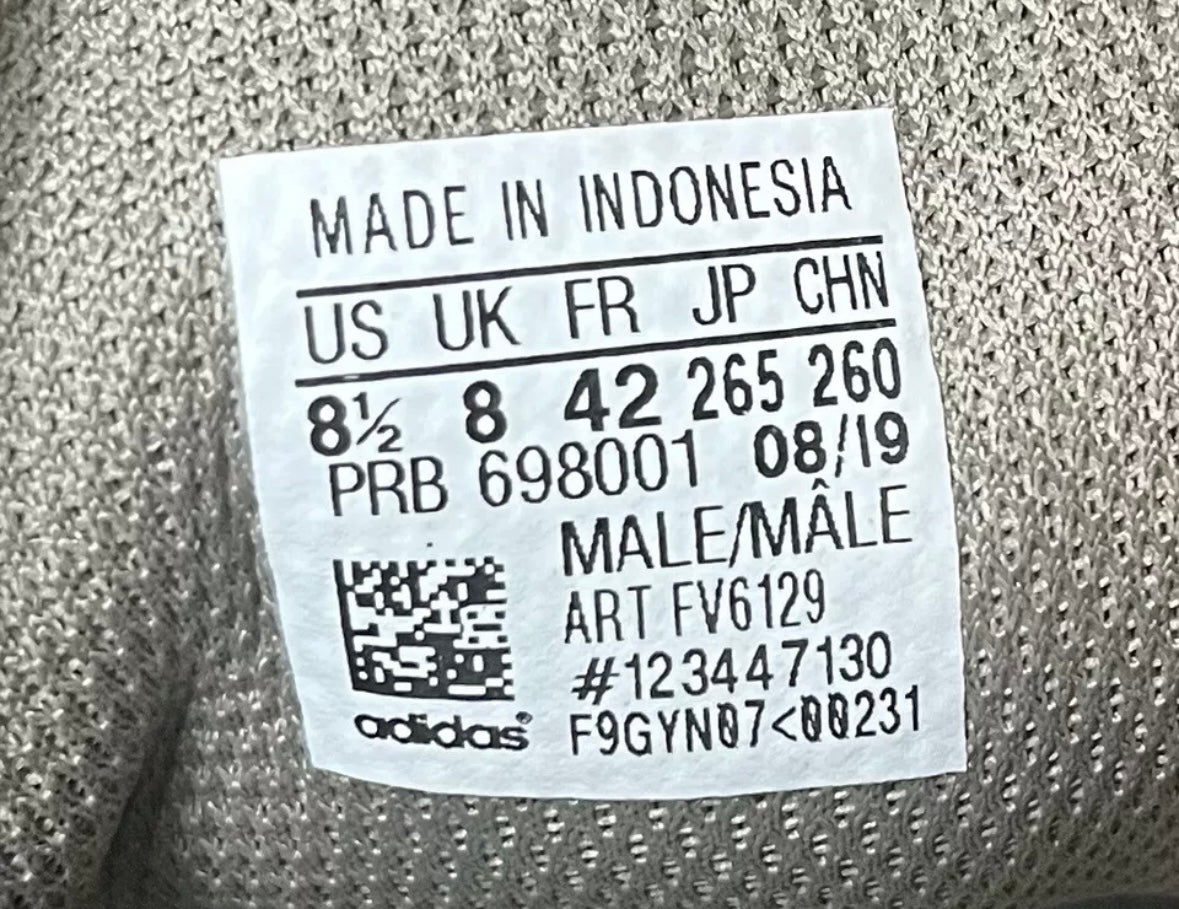 MADE IN INDONESIA
US UK FR JP CHN
8½ 8 42 265 260
PRB 698001 08/19
MALE/MÂLE
ART FV6129
#123447130
adidas® F9GYN07<00231